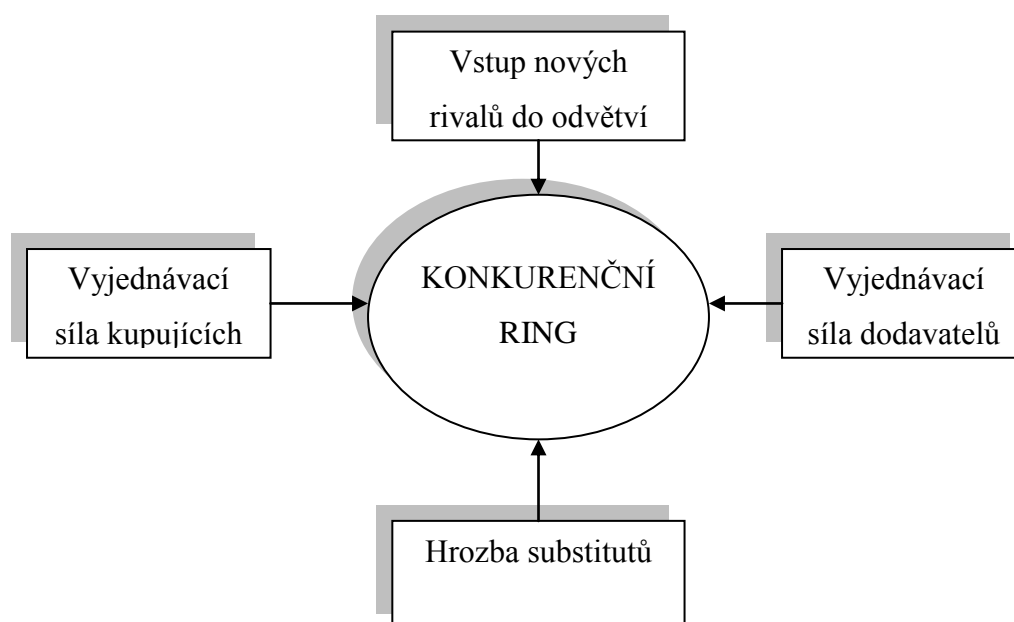 Vstup nových
rivalů do odvětví
Vyjednávací
síla kupujících
KONKURENČNÍ
RING
Vyjednávací
síla dodavatelů
Hrozba substitutů